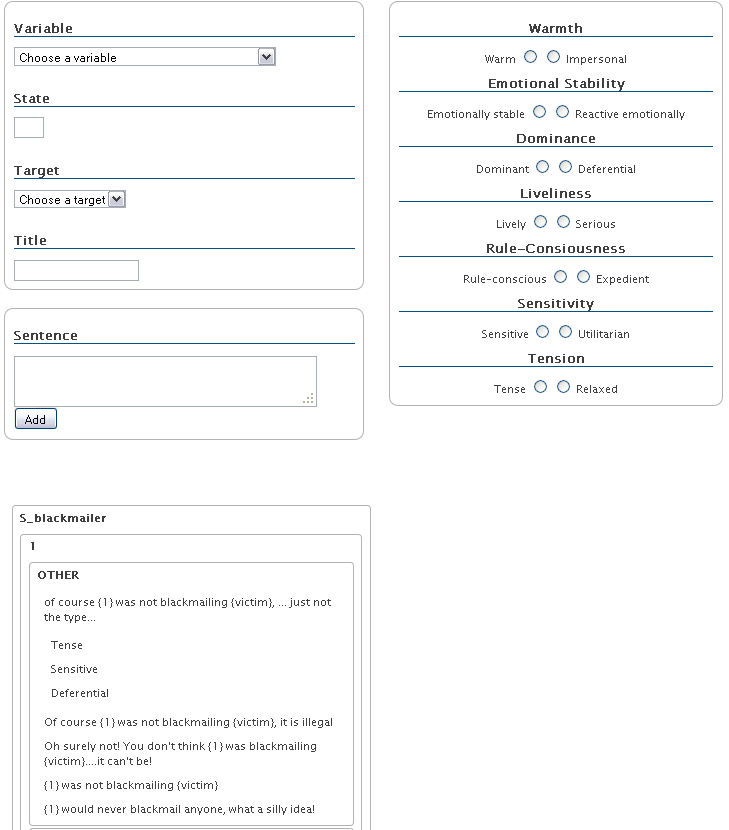 Variable
Choose a variable
State
Target
Choose a target
Title
Sentence
Add
Warmth
Warm Impersonal
Emotional Stability
Emotionally stable Reactive emotionally
Dominance
Dominant Deferential
Liveliness
Lively Serious
Rule-Consiousness
Rule-conscious Expedient
Sensitivity
Sensitive Utilitarian
Tension
Tense Relaxed
S_blackmailer
1
OTHER
of course {1} was not blackmailing {victim}, ... just not
the type...
Tense
Sensitive
Deferential
Of course {1} was not blackmailing {victim}, it is illegal
Oh surely not! You don't think {1} was blackmailing
{victim}....it can't be!
{1} was not blackmailing {victim}
{1} would never blackmail anyone, what a silly idea!